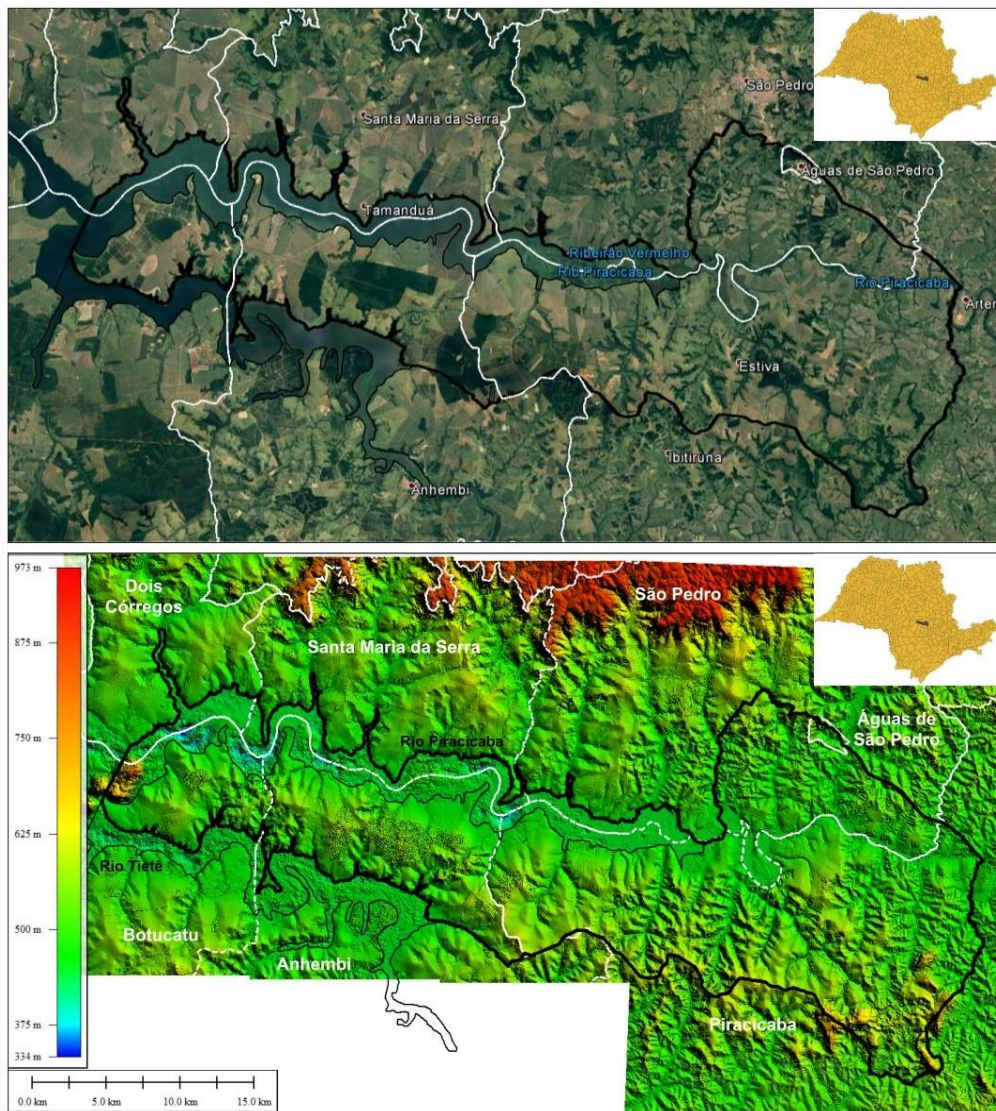 São Pedro
Santa Maria da Serra
Águas de São Pedro
Tamanduá
Ribeirão Vermelho
Rio Piracicaba
Rio Piracicaba
Arter
Estiva
Ibitiruna
Anhembi
973 m
875 m
750 m
625 m
500 m
375 m
334 m
Dois
Córregos
São Pedro
Santa Maria da Serra
Águas de
São Pedro
Rio Piracicaba
Rio Tietê
Botucatu
Anhembi
Piracicaba
0.0 km
5.0 km
10.0 km
15.0 km